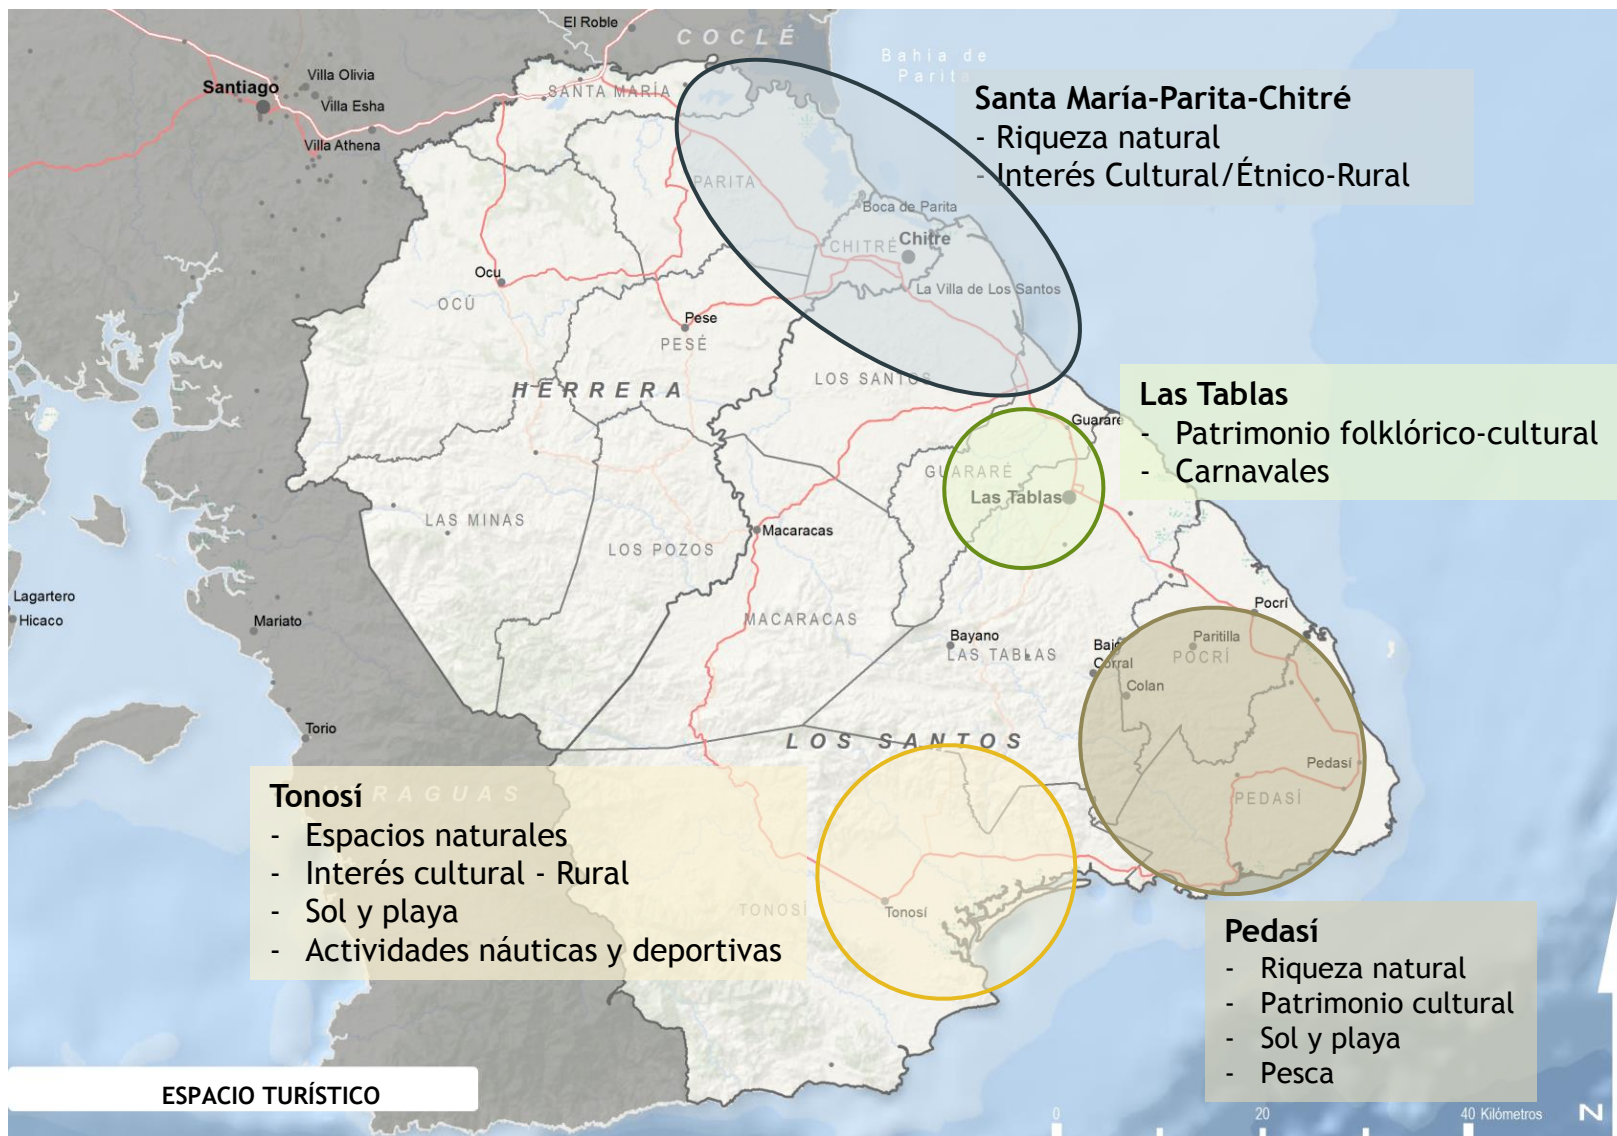 El Roble
COCLÉ
Bahia de
Parit
Santiago
Villa Olivia
Villa Esha
Villa Athena
SANTA MARÍA
Santa María-Parita-Chitré
- Riqueza natural
- Interés Cultural/Étnico-Rural
PARITA
Boca de Parita
CHITRÉ
Chitre
La Villa de Los Santos
Ocu
OCÚ
Pese
PESÉ
HERRERA
LOS SANTOS
Las Tablas
- Patrimonio folklórico-cultural
- Carnavales
Guararé
GUARARÉ
Las Tablas
LAS MINAS
LOS POZOS
Macaracas
MACARACAS
Lagartero
Hicaco
Mariato
Bayano
LAS TABLAS
Bajo
Corral
Pocrí
Paritilla
POCRÍ
Colan
Torio
LOS SANTOS
Pedasí
PEDASÍ
RAGUAS
Tonosí
- Espacios naturales
- Interés cultural - Rural
- Sol y playa
- Actividades náuticas y deportivas
TONOSÍ
Tonosí
Pedasí
- Riqueza natural
- Patrimonio cultural
- Sol y playa
- Pesca
ESPACIO TURÍSTICO
0 20 40 Kilómetros
N